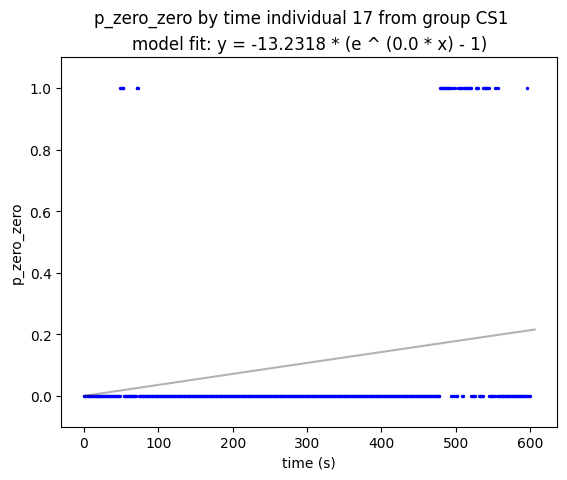 p_zero_zero by time individual 17 from group CS1
model fit: y = -13.2318 * (e ^ (0.0 * x) - 1)
1.0
0.8
0.6
0.4
0.2
0.0
p_zero_zero
0 100 200 300 400 500 600
time (s)